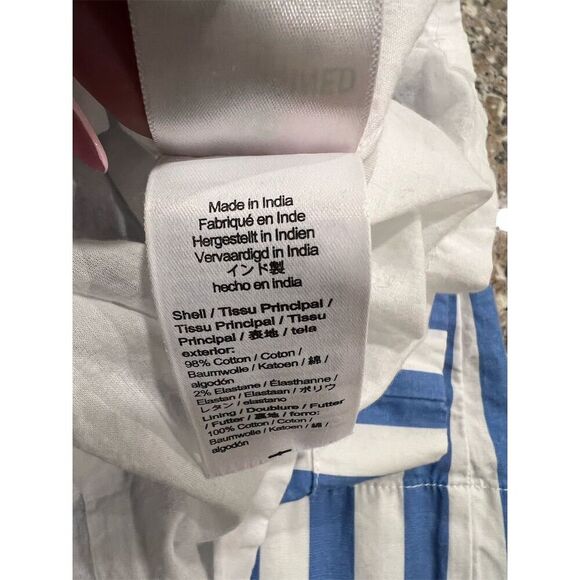 Made in India
Fabriqué en Inde
Hergestellt in Indien
Vervaardigd in India
インド製
hecho en India
Shell / Tissu Principal /
Tissu Principal / Tissu
Principal / 表地 / tela
exterior:
98% Cotton / Coton /
Baumwolle / Katoen / 綿 /
algodón
2% Elastane / Élasthanne /
Elastan / Elastaan / ポリウ
レタン / elastano
Lining / Doublure / Futter
/ Futter / 裏地 / forro:
100% Cotton / Coton /
Baumwolle / Katoen / 綿 /
algodón